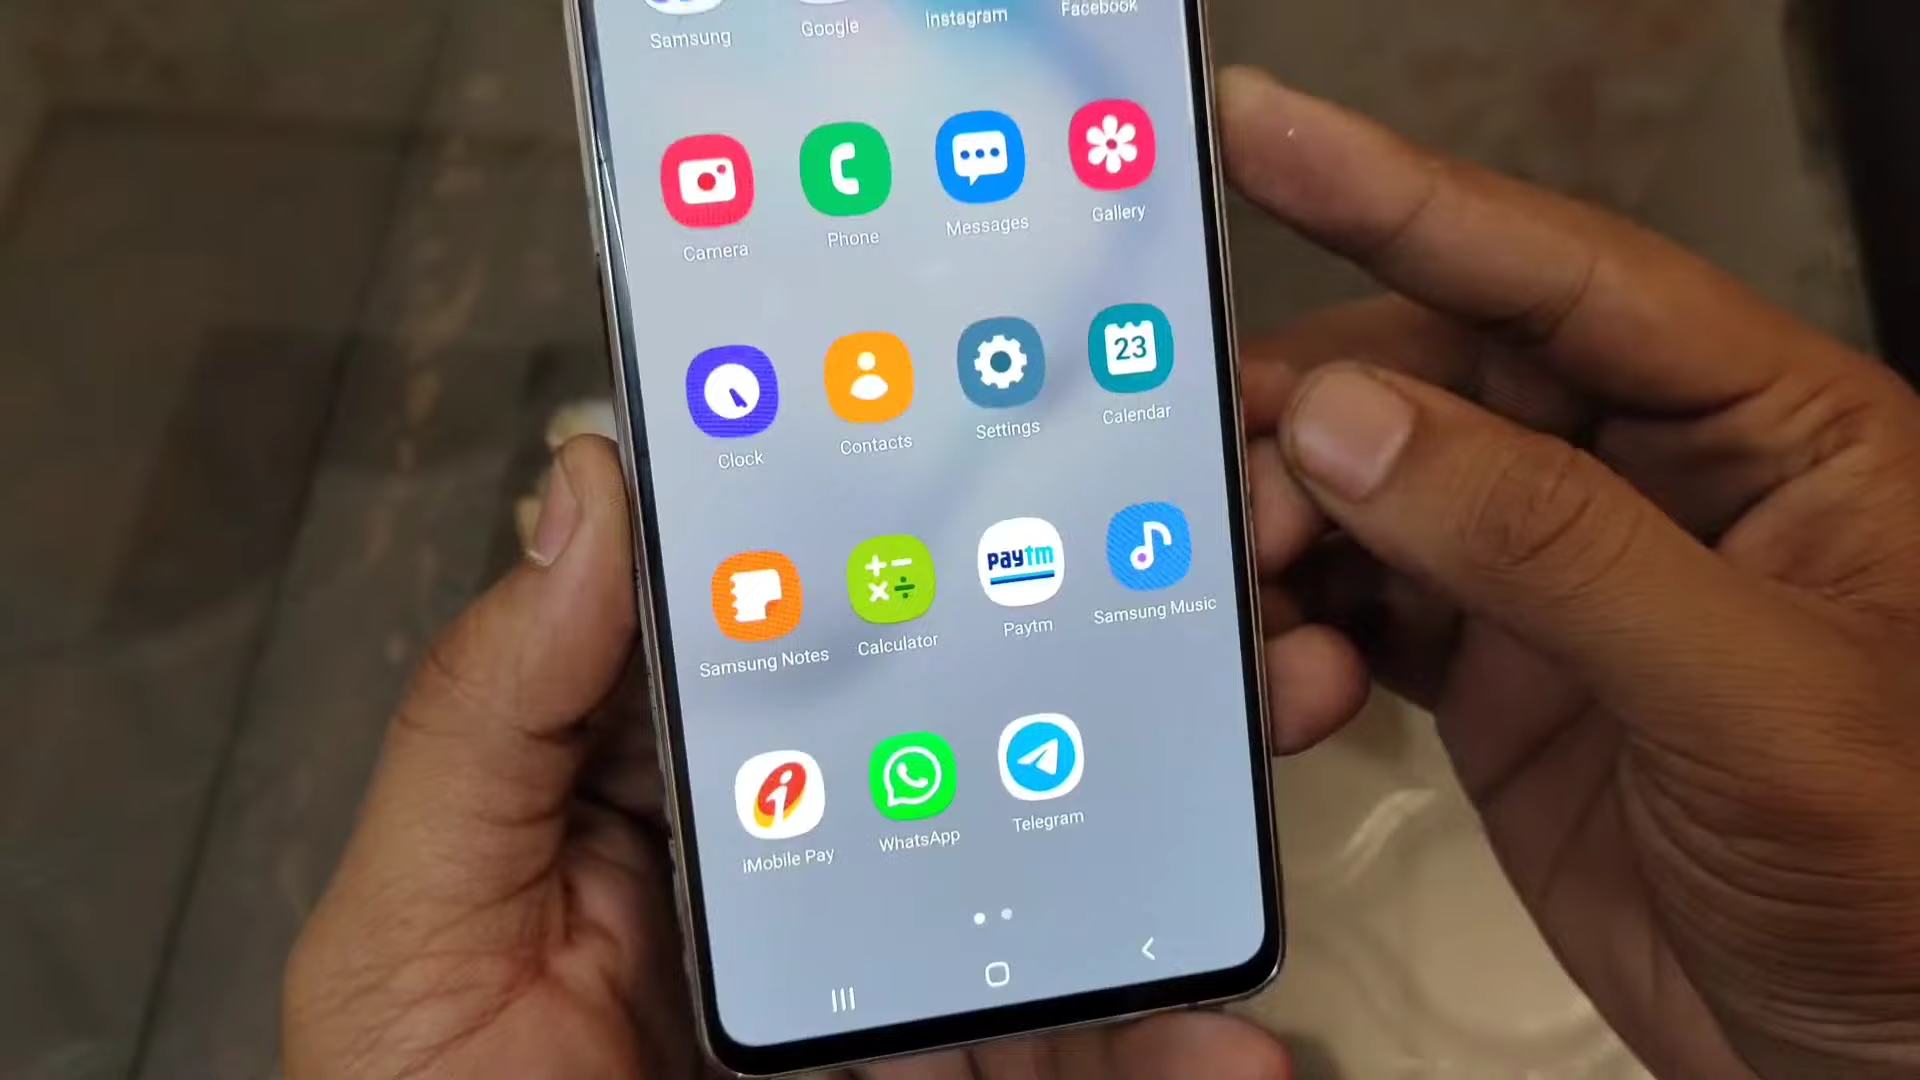 Samsung
Google
Instagram
Facebook
Camera
Phone
Messages
Gallery
23
Clock
Contacts
Settings
Calendar
paytm
Samsung Notes
Calculator
Paytm
Samsung Music
iMobile Pay
WhatsApp
Telegram